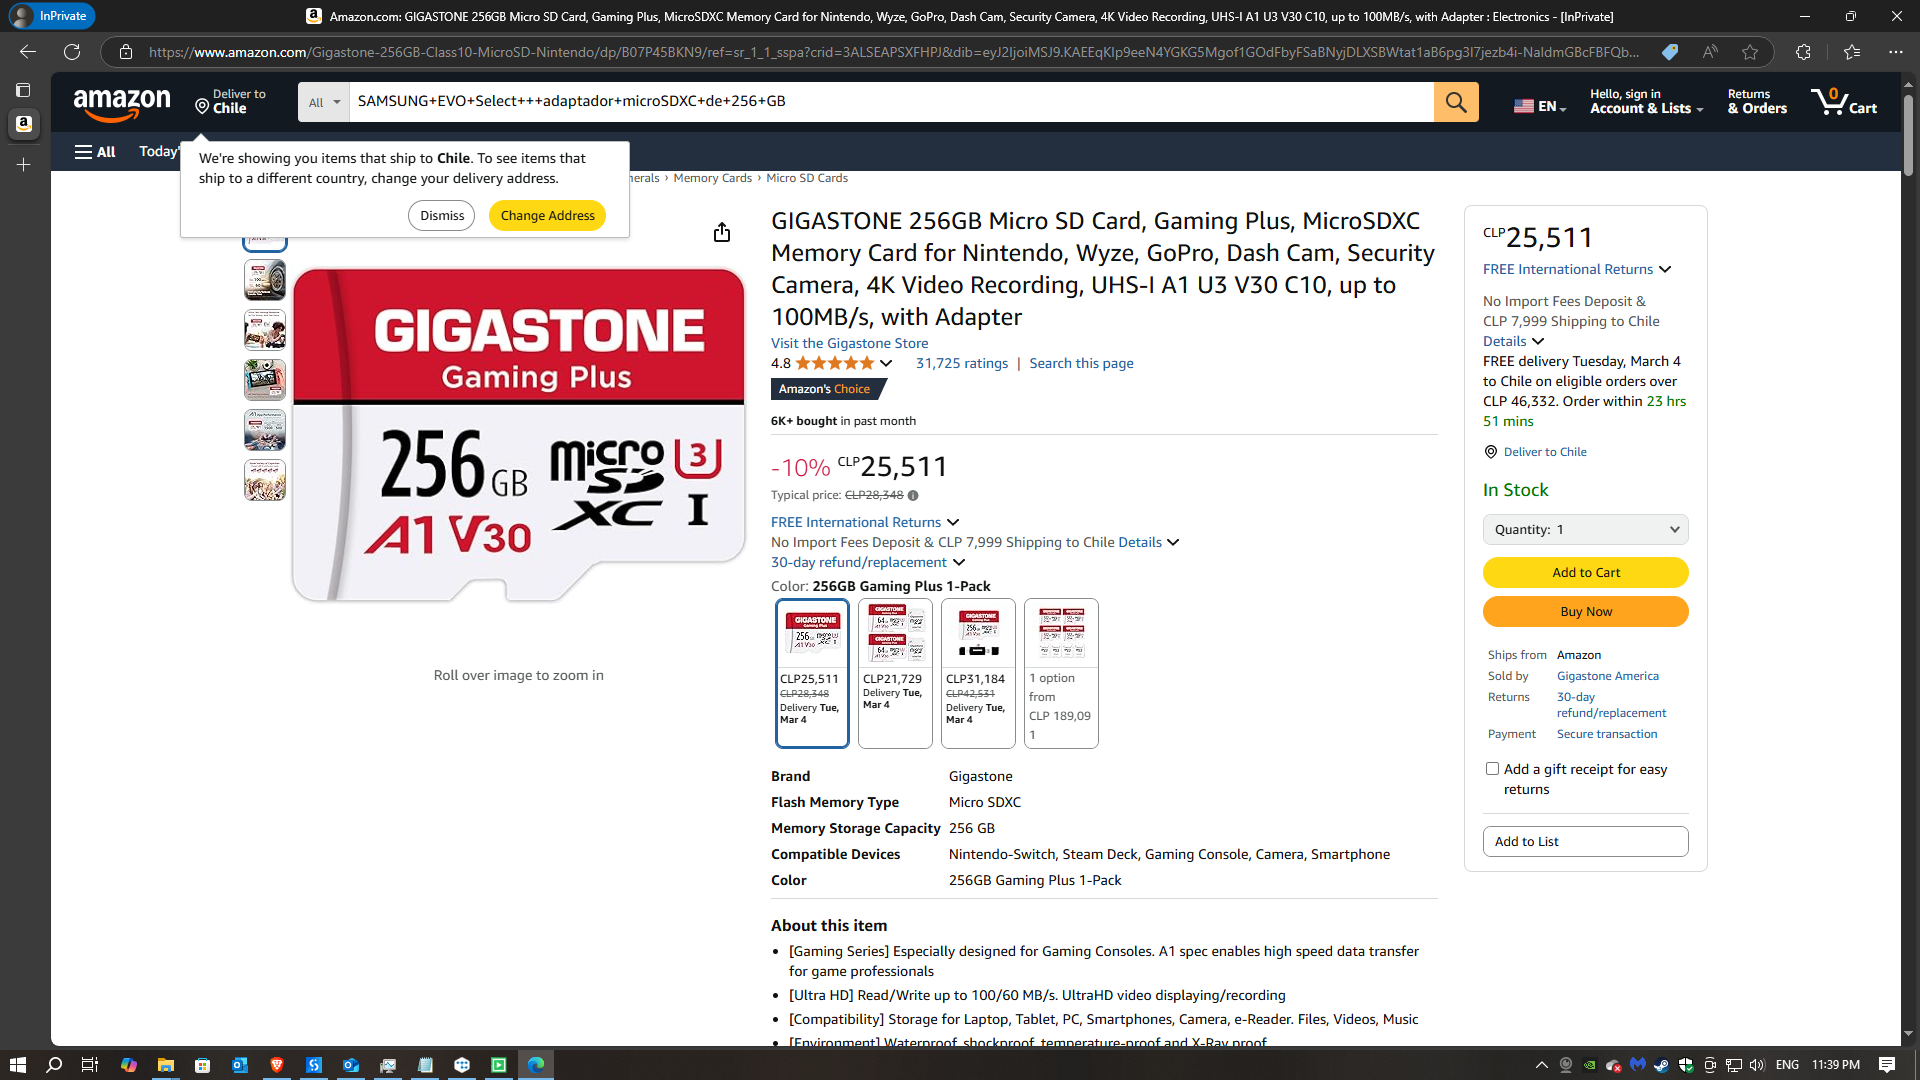 InPrivate
Amazon.com: GIGASTONE 256GB Micro SD Card, Gaming Plus, MicroSDXC Memory Card for Nintendo, Wyze, GoPro, Dash Cam, Security Camera, 4K Video Recording, UHS-I A1 U3 V30 C10, up to 100MB/s, with Adapter : Electronics - [InPrivate]
https://www.amazon.com/Gigastone-256GB-Class10-MicroSD-Nintendo/dp/B07P45BKN9/ref=sr_1_1_sspa?crid=3ALSEAPSXFHPJ&dib=
amazon
Deliver to
Chile
All
SAMSUNG+EVO+Select+++adaptador+microSDXC+de+256+GB
EN
Hello, sign in
Account & Lists
Returns
& Orders
0
Cart
All
Today'
We're showing you items that ship to Chile. To see items that
ship to a different country, change your delivery address.
Dismiss
Change Address
nerals › Memory Cards › Micro SD Cards
GIGASTONE
Gaming Plus
256 GB
micro SD XC I
U3
A1 V30
Roll over image to zoom in
GIGASTONE 256GB Micro SD Card, Gaming Plus, MicroSDXC
Memory Card for Nintendo, Wyze, GoPro, Dash Cam, Security
Camera, 4K Video Recording, UHS-I A1 U3 V30 C10, up to
100MB/s, with Adapter
Visit the Gigastone Store
4.8
31,725 ratings | Search this page
Amazon's Choice
6K+ bought in past month
-10% CLP25,511
Typical price: CLP28,348
FREE International Returns
No Import Fees Deposit & CLP 7,999 Shipping to Chile Details
30-day refund/replacement
Color: 256GB Gaming Plus 1-Pack
CLP25,511
CLP28,348
Delivery Tue,
Mar 4
CLP21,729
Delivery Tue,
Mar 4
CLP31,184
CLP42,531
Delivery Tue,
Mar 4
1 option
from
CLP 189,09
1
Brand Gigastone
Flash Memory Type Micro SDXC
Memory Storage Capacity 256 GB
Compatible Devices Nintendo-Switch, Steam Deck, Gaming Console, Camera, Smartphone
Color 256GB Gaming Plus 1-Pack
About this item
[Gaming Series] Especially designed for Gaming Consoles. A1 spec enables high speed data transfer
for game professionals
[Ultra HD] Read/Write up to 100/60 MB/s. UltraHD video displaying/recording
[Compatibility] Storage for Laptop, Tablet, PC, Smartphones, Camera, e-Reader. Files, Videos, Music
[Environment] Waterproof, shockproof, temperature-proof and X-Ray proof
CLP25,511
FREE International Returns
No Import Fees Deposit &
CLP 7,999 Shipping to Chile
Details
FREE delivery Tuesday, March 4
to Chile on eligible orders over
CLP 46,332. Order within 23 hrs
51 mins
Deliver to Chile
In Stock
Quantity: 1
Add to Cart
Buy Now
Ships from Amazon
Sold by Gigastone America
Returns 30-day
refund/replacement
Payment Secure transaction
Add a gift receipt for easy
returns
Add to List
ENG
11:39 PM